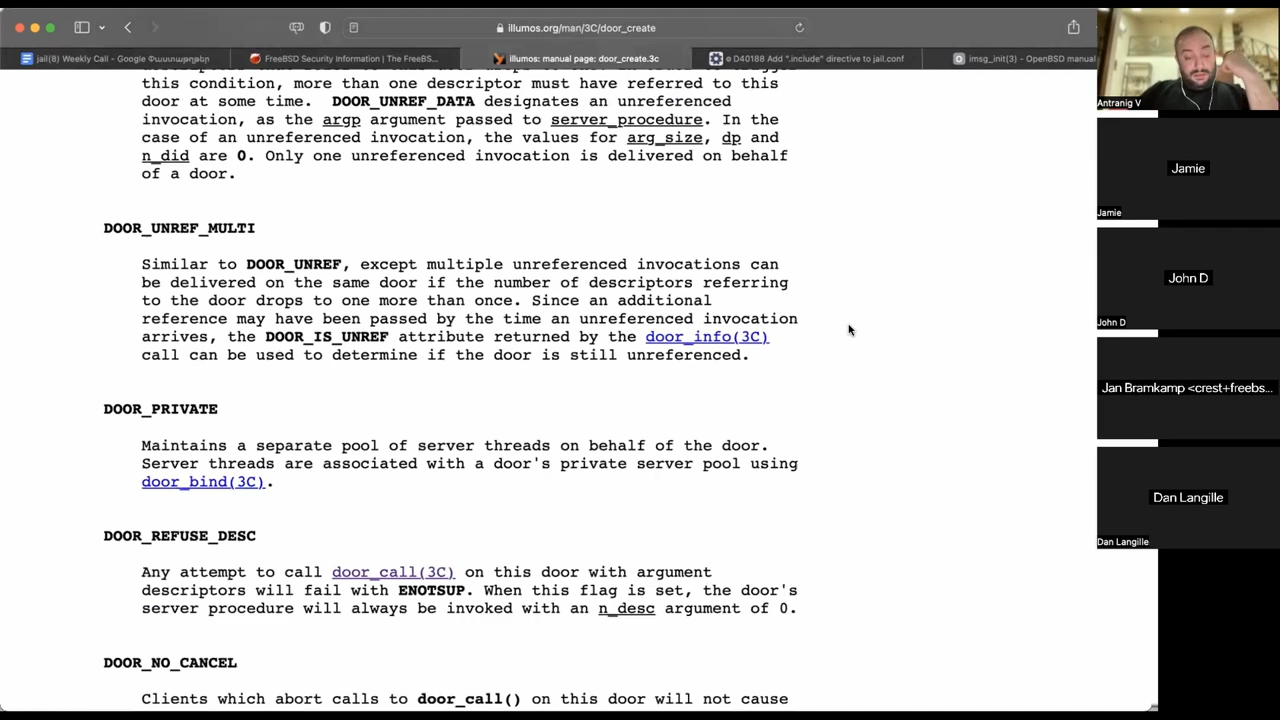 illumos.org/man/3C/door_create
jail(8) Weekly Call - Google Փաստաթղթեր
FreeBSD Security Information | The FreeBS...
illumos: manual page: door_create.3c
D40188 Add ".include" directive to jail.conf
imsg_init(3) - OpenBSD manual
this condition, more than one descriptor must have referred to this
door at some time. DOOR_UNREF_DATA designates an unreferenced
invocation, as the argp argument passed to server_procedure. In the
case of an unreferenced invocation, the values for arg_size, dp and
n_did are 0. Only one unreferenced invocation is delivered on behalf
of a door.
DOOR_UNREF_MULTI
Similar to DOOR_UNREF, except multiple unreferenced invocations can
be delivered on the same door if the number of descriptors referring
to the door drops to one more than once. Since an additional
reference may have been passed by the time an unreferenced invocation
arrives, the DOOR_IS_UNREF attribute returned by the door_info(3C)
call can be used to determine if the door is still unreferenced.
DOOR_PRIVATE
Maintains a separate pool of server threads on behalf of the door.
Server threads are associated with a door's private server pool using
door_bind(3C).
DOOR_REFUSE_DESC
Any attempt to call door_call(3C) on this door with argument
descriptors will fail with ENOTSUP. When this flag is set, the door's
server procedure will always be invoked with an n_desc argument of 0.
DOOR_NO_CANCEL
Clients which abort calls to door_call() on this door will not cause
Antranig V
Jamie
Jamie
John D
John D
Jan Bramkamp <crest+freebs...
Dan Langille
Dan Langille